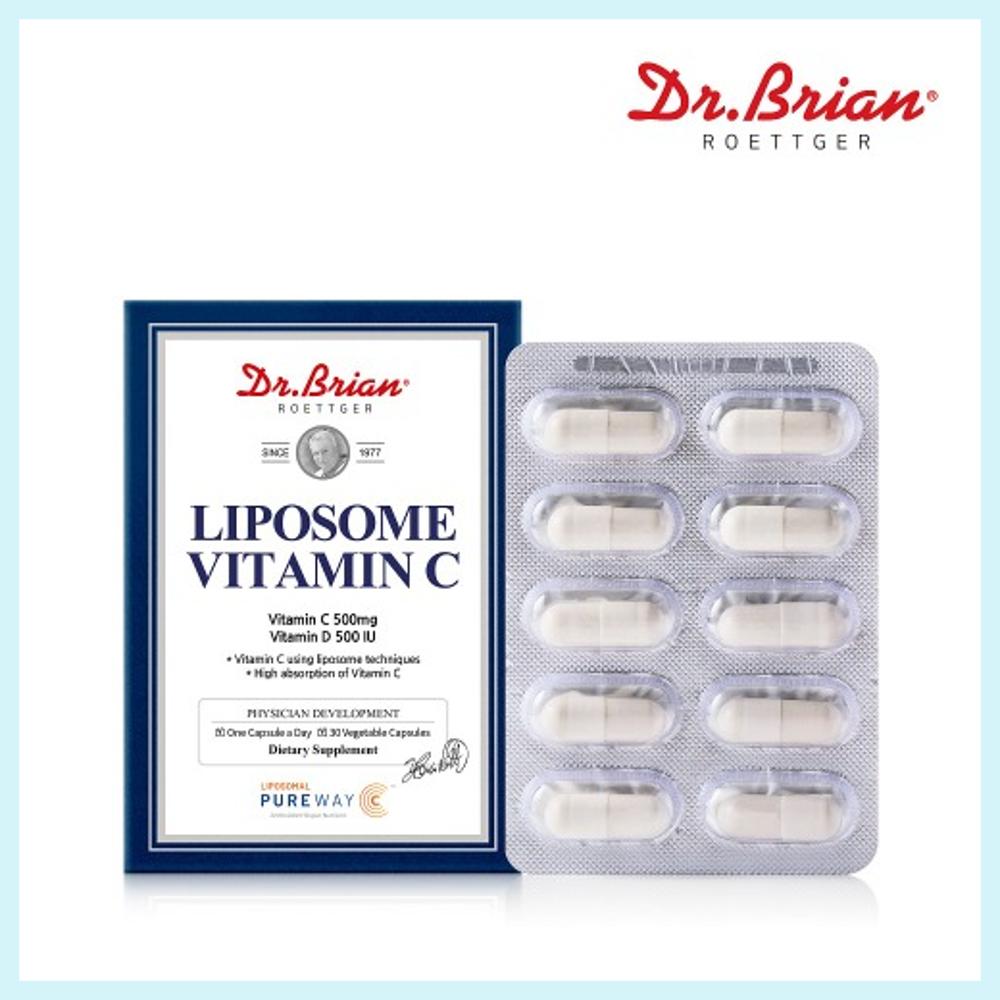 Dr.Brian®
ROETTGER
Dr.Brian®
ROETTGER
SINCE 1977
LIPOSOME
VITAMIN C
Vitamin C 500mg
Vitamin D 500 IU
• Vitamin C using liposome techniques
• High absorption of Vitamin C
PHYSICIAN DEVELOPMENT
One Capsule a Day 30 Vegetable Capsules
Dietary Supplement
LIPOSOMAL
PUREWAY C™